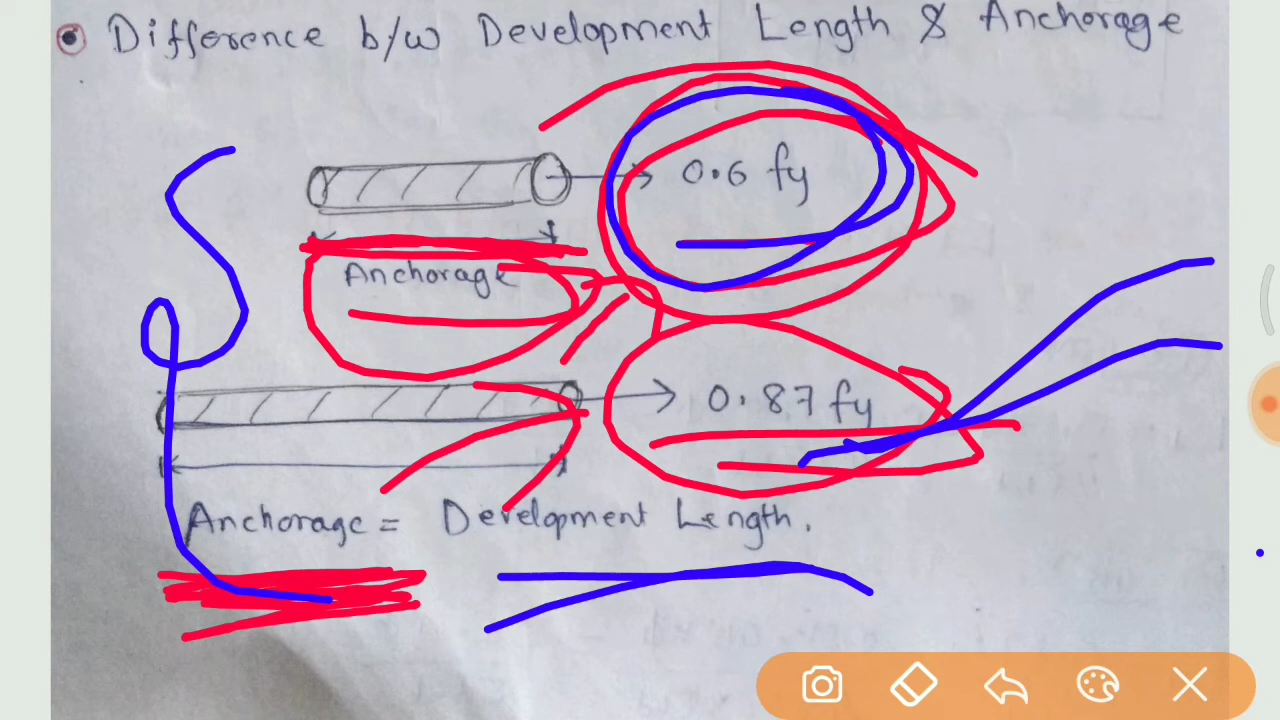 Difference b/w Development Length & Anchorage
0.6 fy
Anchorage
0.87 fy
Anchorage = Development Length.